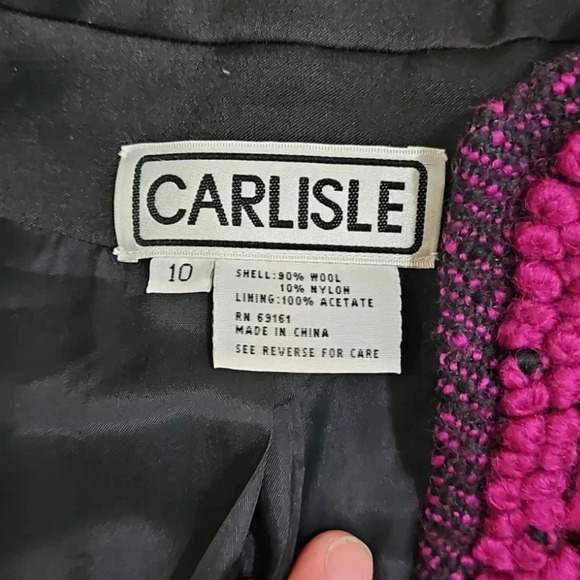 CARLISLE
10
SHELL:90% WOOL
10% NYLON
LINING:100% ACETATE
RN 69161
MADE IN CHINA
SEE REVERSE FOR CARE